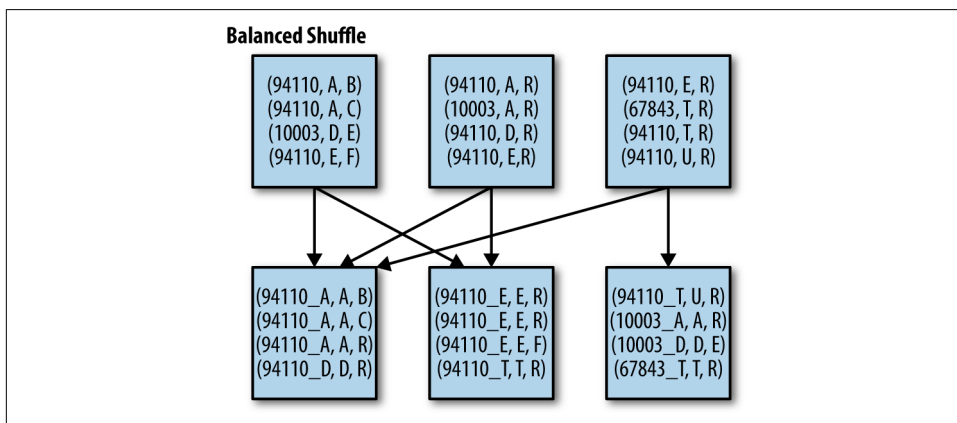 Balanced Shuffle
(94110, A, B)
(94110, A, C)
(10003, D, E)
(94110, E, F)
(94110, A, R)
(10003, A, R)
(94110, D, R)
(94110, E,R)
(94110, E, R)
(67843, T, R)
(94110, T, R)
(94110, U, R)
(94110_A, A, B)
(94110_A, A, C)
(94110_A, A, R)
(94110_D, D, R)
(94110_E, E, R)
(94110_E, E, R)
(94110_E, E, F)
(94110_T, T, R)
(94110_T, U, R)
(10003_A, A, R)
(10003_D, D, E)
(67843_T, T, R)